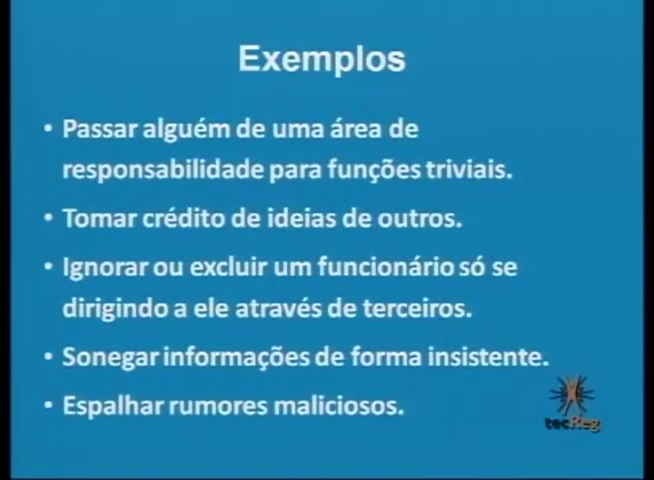 Exemplos
• Passar alguém de uma área de
responsabilidade para funções triviais.
• Tomar crédito de ideias de outros.
• Ignorar ou excluir um funcionário só se
dirigindo a ele através de terceiros.
• Sonegar informações de forma insistente.
• Espalhar rumores maliciosos.
tecReg